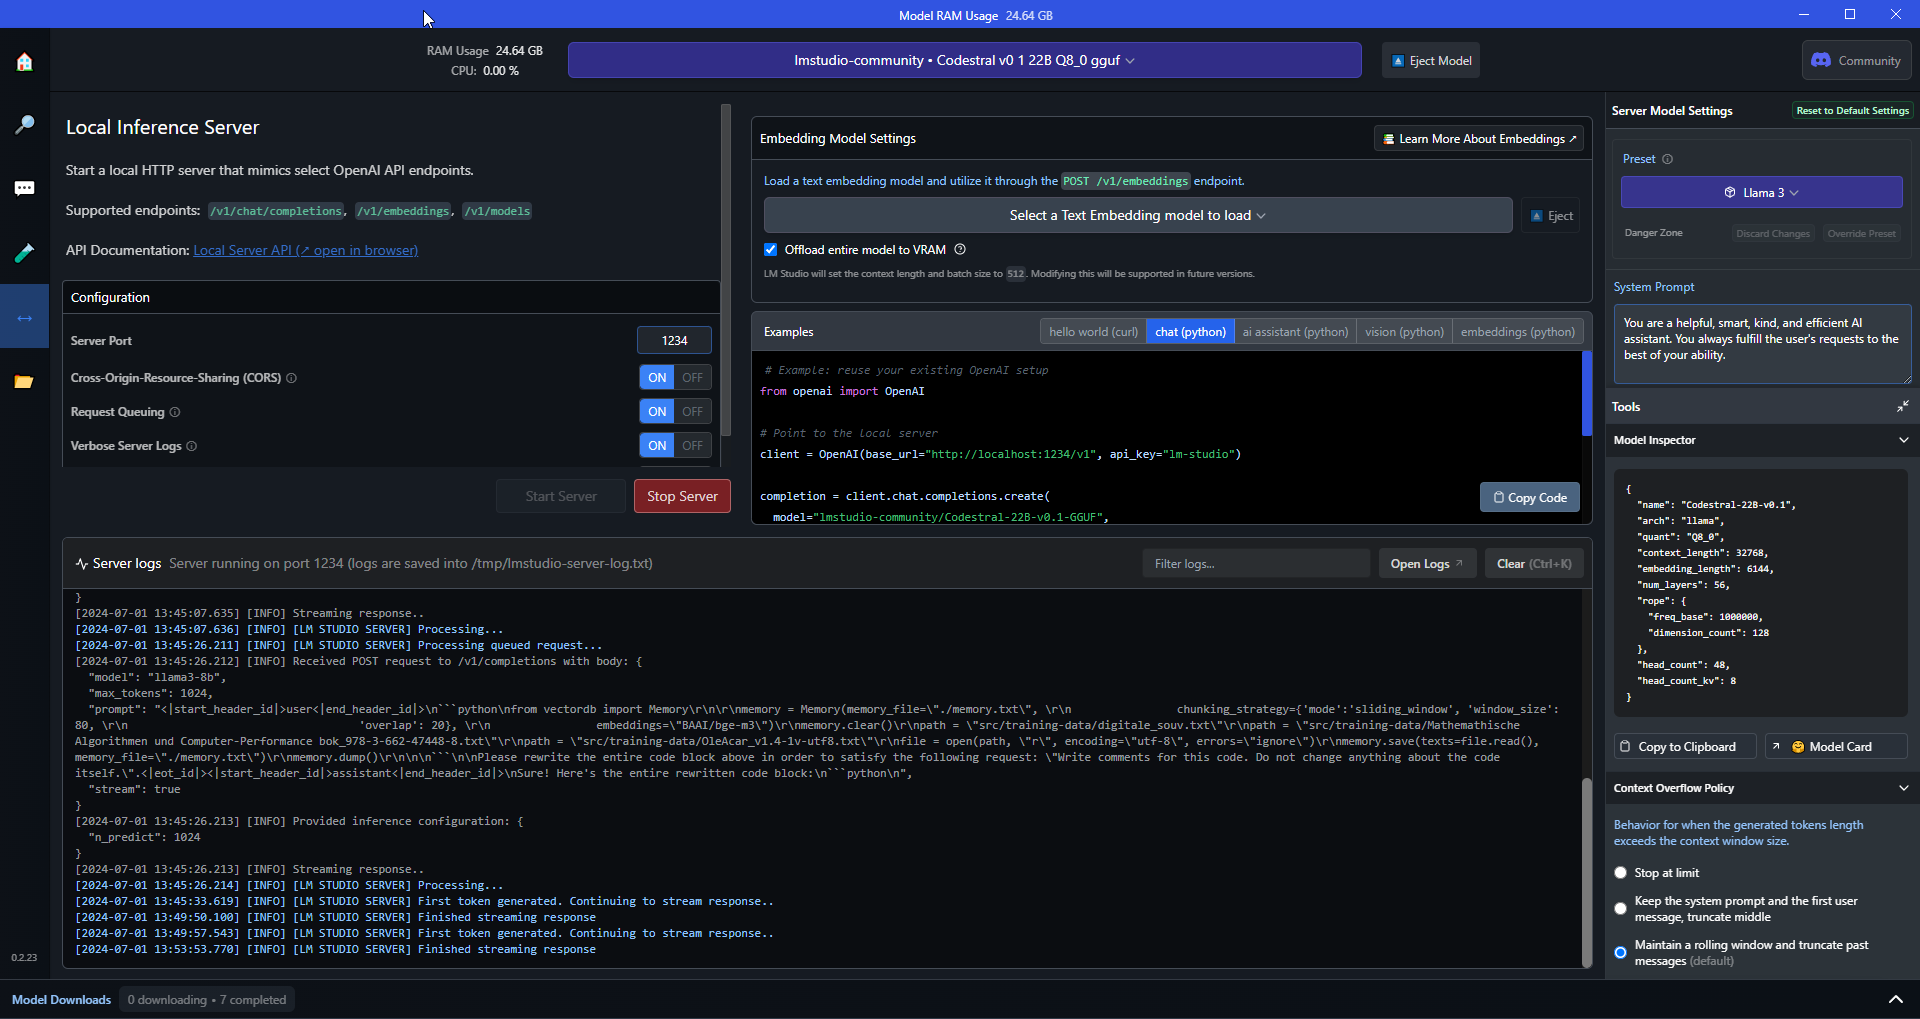 Model RAM Usage 24.64 GB
RAM Usage 24.64 GB
CPU: 0.00 %
lmstudio-community • Codestral v0 1 22B Q8_0 gguf
Eject Model
Community
Local Inference Server
Start a local HTTP server that mimics select OpenAI API endpoints.
Supported endpoints: /v1/chat/completions, /v1/embeddings, /v1/models
API Documentation: Local Server API (↗ open in browser)
Configuration
Server Port 1234
Cross-Origin-Resource-Sharing (CORS) ON OFF
Request Queuing ON OFF
Verbose Server Logs ON OFF
Start Server Stop Server
Embedding Model Settings
Learn More About Embeddings ↗
Load a text embedding model and utilize it through the POST /v1/embeddings endpoint.
Select a Text Embedding model to load
Eject
Offload entire model to VRAM
LM Studio will set the context length and batch size to 512. Modifying this will be supported in future versions.
Examples
hello world (curl) chat (python) ai assistant (python) vision (python) embeddings (python)
# Example: reuse your existing OpenAI setup
from openai import OpenAI
# Point to the local server
client = OpenAI(base_url="http://localhost:1234/v1", api_key="lm-studio")
completion = client.chat.completions.create(
model="lmstudio-community/Codestral-22B-v0.1-GGUF",
Copy Code
Server logs Server running on port 1234 (logs are saved into /tmp/lmstudio-server-log.txt)
Filter logs...
Open Logs ↗
Clear (Ctrl+K)
}
[2024-07-01 13:45:07.635] [INFO] Streaming response..
[2024-07-01 13:45:07.636] [INFO] [LM STUDIO SERVER] Processing...
[2024-07-01 13:45:26.211] [INFO] [LM STUDIO SERVER] Processing queued request...
[2024-07-01 13:45:26.212] [INFO] Received POST request to /v1/completions with body: {
"model": "llama3-8b",
"max_tokens": 1024,
"prompt": "<|start_header_id|>user<|end_header_id|>\n```python\nfrom vectordb import Memory\r\n\r\nmemory = Memory(memory_file=\"./memory.txt\", \r\n chunking_strategy={'mode':'sliding_window', 'window_size':
80, \r\n 'overlap': 20}, \r\n embeddings=\"BAAI/bge-m3\")\r\nmemory.clear()\r\npath = \"src/training-data/digitale_souv.txt\"\r\npath = \"src/training-data/Mathemathische
Algorithmen und Computer-Performance bok_978-3-662-47448-8.txt\"\r\npath = \"src/training-data/OleAcar_v1.4-1v-utf8.txt\"\r\nfile = open(path, \"r\", encoding=\"utf-8\", errors=\"ignore\")\r\nmemory.save(texts=file.read(),
memory_file=\"./memory.txt\")\r\nmemory.dump()\r\n\r\n\n```\n\nPlease rewrite the entire code block above in order to satisfy the following request: \"Write comments for this code. Do not change anything about the code
itself.\".<|eot_id|><|start_header_id|>assistant<|end_header_id|>\nSure! Here's the entire rewritten code block:\n```python\n",
"stream": true
}
[2024-07-01 13:45:26.213] [INFO] Provided inference configuration: {
"n_predict": 1024
}
[2024-07-01 13:45:26.213] [INFO] Streaming response..
[2024-07-01 13:45:26.214] [INFO] [LM STUDIO SERVER] Processing...
[2024-07-01 13:45:33.619] [INFO] [LM STUDIO SERVER] First token generated. Continuing to stream response..
[2024-07-01 13:49:50.100] [INFO] [LM STUDIO SERVER] Finished streaming response
[2024-07-01 13:49:57.543] [INFO] [LM STUDIO SERVER] First token generated. Continuing to stream response..
[2024-07-01 13:53:53.770] [INFO] [LM STUDIO SERVER] Finished streaming response
Server Model Settings
Reset to Default Settings
Preset
Llama 3
Danger Zone Discard Changes Override Preset
System Prompt
You are a helpful, smart, kind, and efficient AI
assistant. You always fulfill the user's requests to the
best of your ability.
Tools
Model Inspector
{
"name": "Codestral-22B-v0.1",
"arch": "llama",
"quant": "Q8_0",
"context_length": 32768,
"embedding_length": 6144,
"num_layers": 56,
"rope": {
"freq_base": 1000000,
"dimension_count": 128
},
"head_count": 48,
"head_count_kv": 8
}
Copy to Clipboard
↗ Model Card
Context Overflow Policy
Behavior for when the generated tokens length
exceeds the context window size.
Stop at limit
Keep the system prompt and the first user
message, truncate middle
Maintain a rolling window and truncate past
messages (default)
0.2.23
Model Downloads 0 downloading • 7 completed